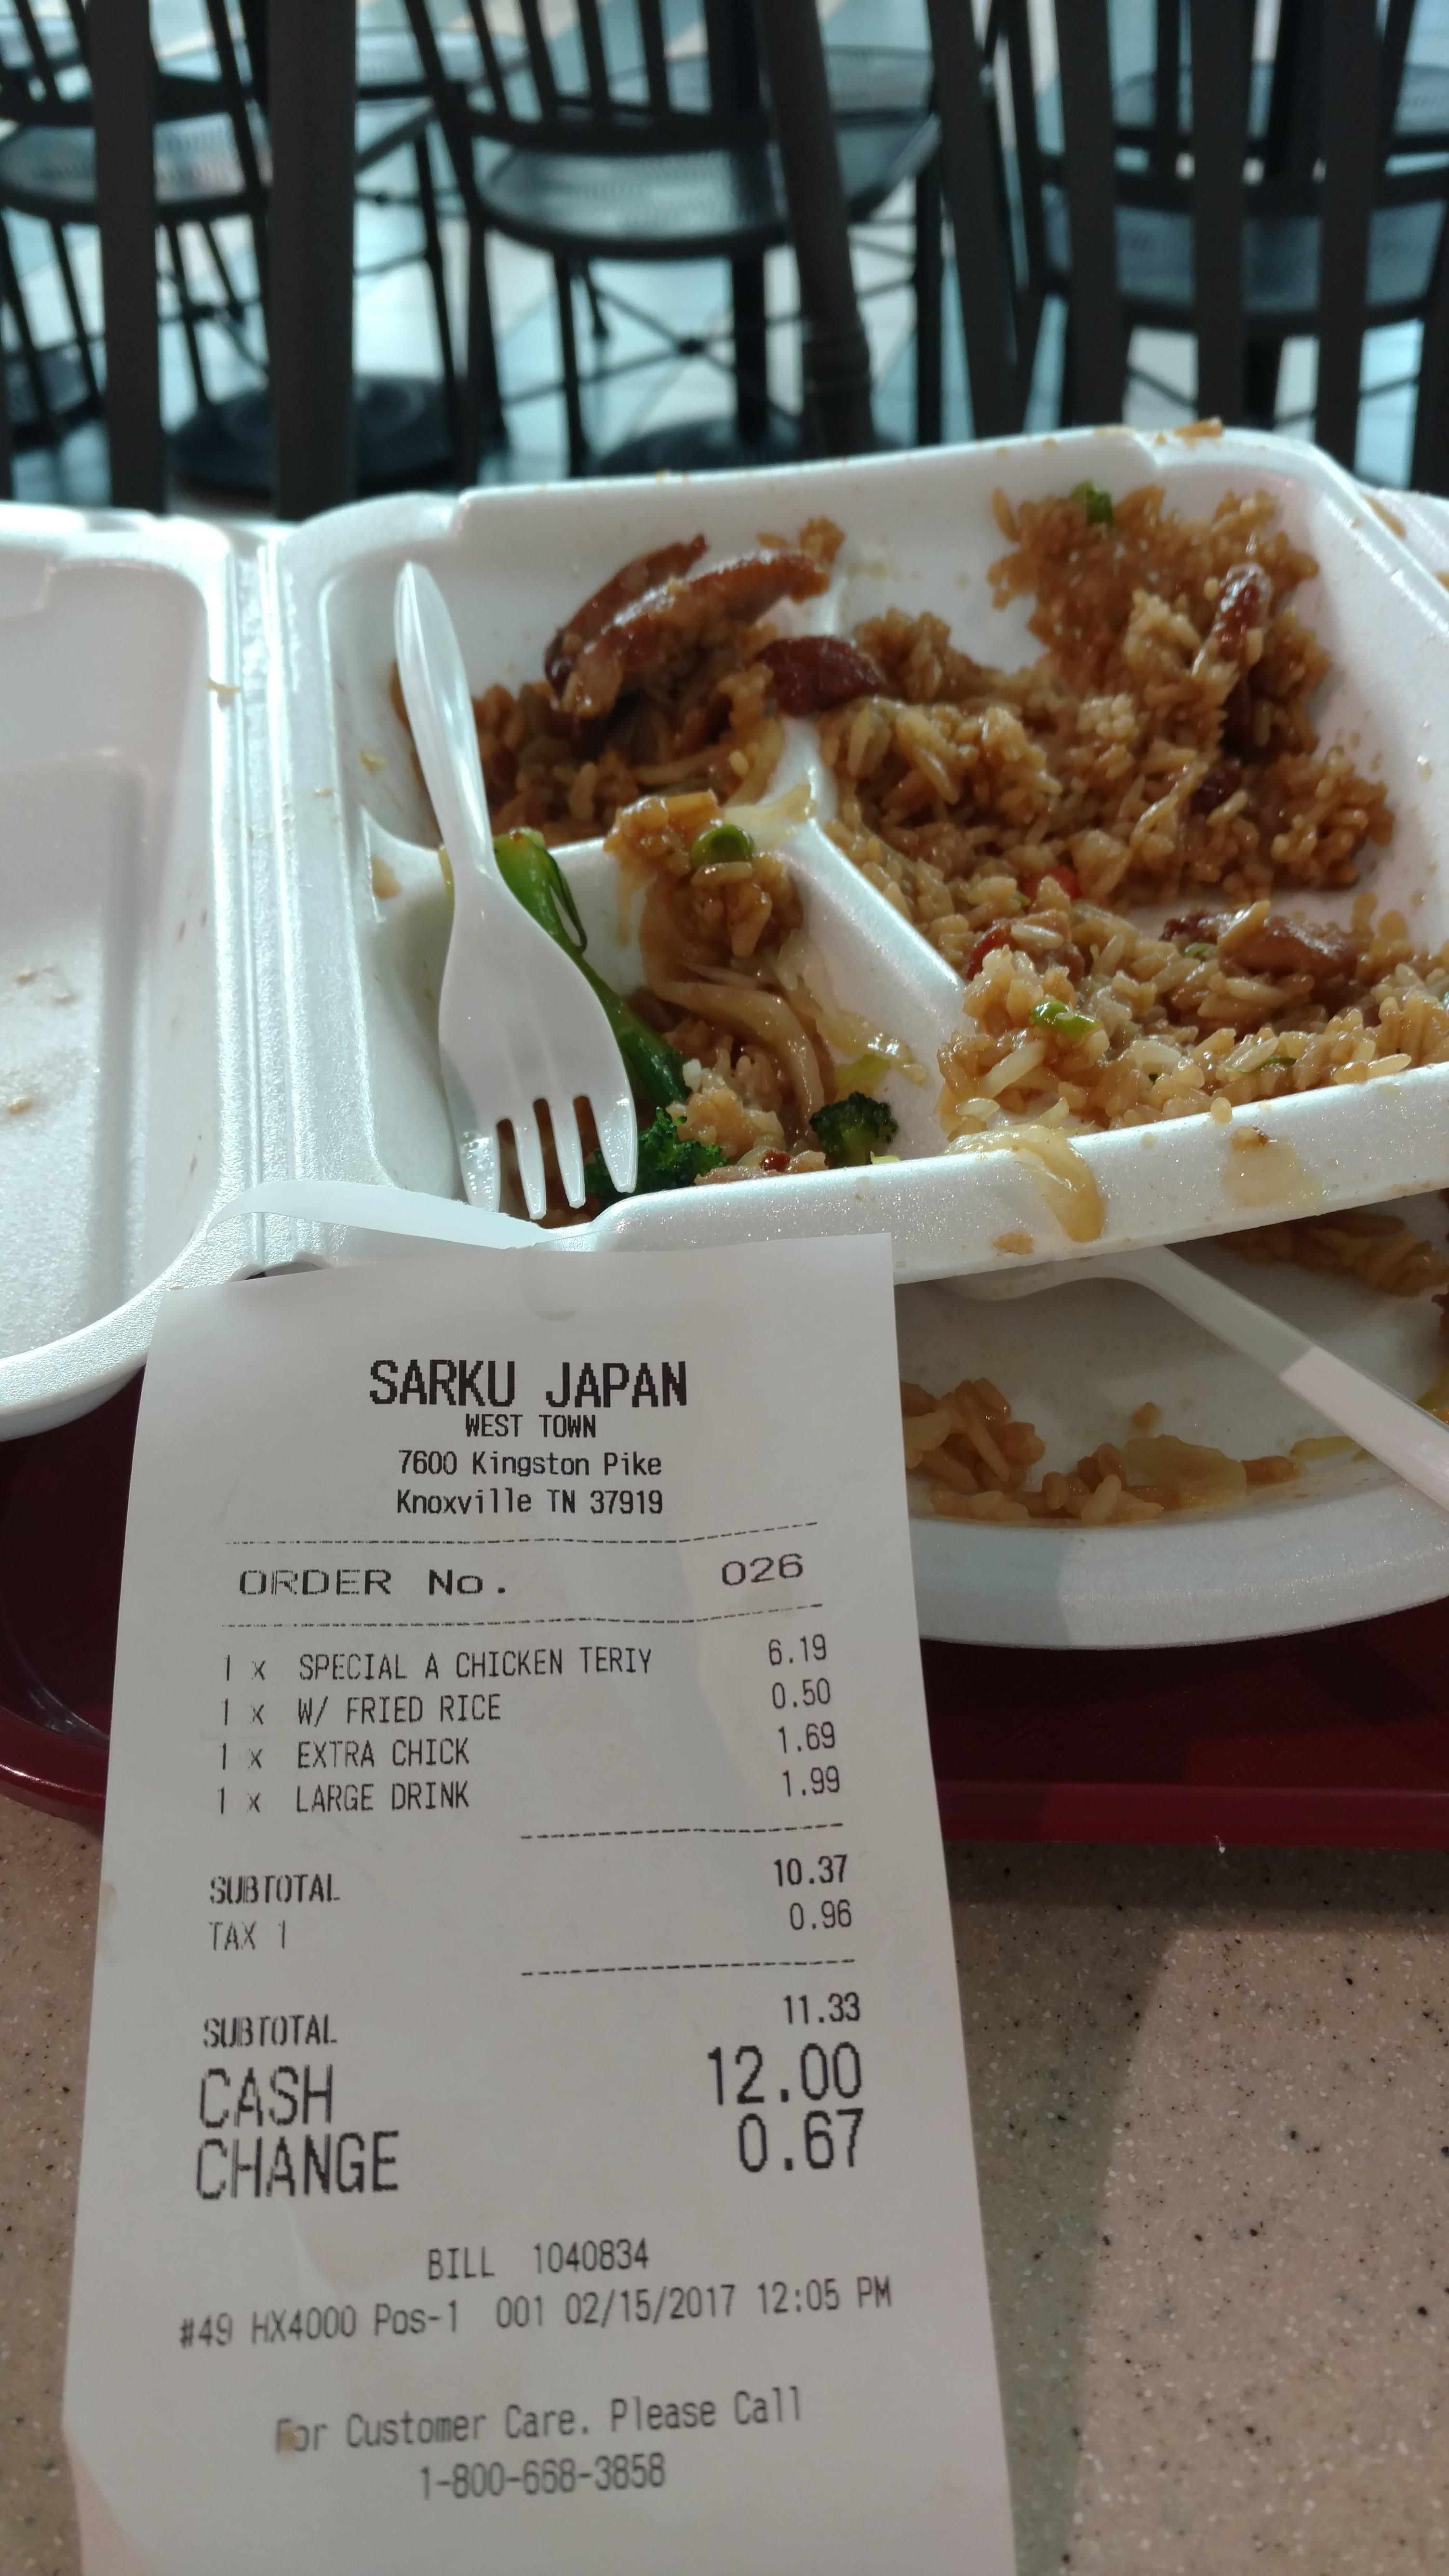 SARKU JAPAN
WEST TOWN
7600 Kingston Pike
Knoxville TN 37919
ORDER No. 026
1 x SPECIAL A CHICKEN TERIY 6.19
1 x W/ FRIED RICE 0.50
1 x EXTRA CHICK 1.69
1 x LARGE DRINK 1.99
SUBTOTAL 10.37
TAX 1 0.96
SUBTOTAL 11.33
CASH 12.00
CHANGE 0.67
BILL 1040834
#49 HX4000 Pos-1 001 02/15/2017 12:05 PM
For Customer Care. Please Call
1-800-668-3858